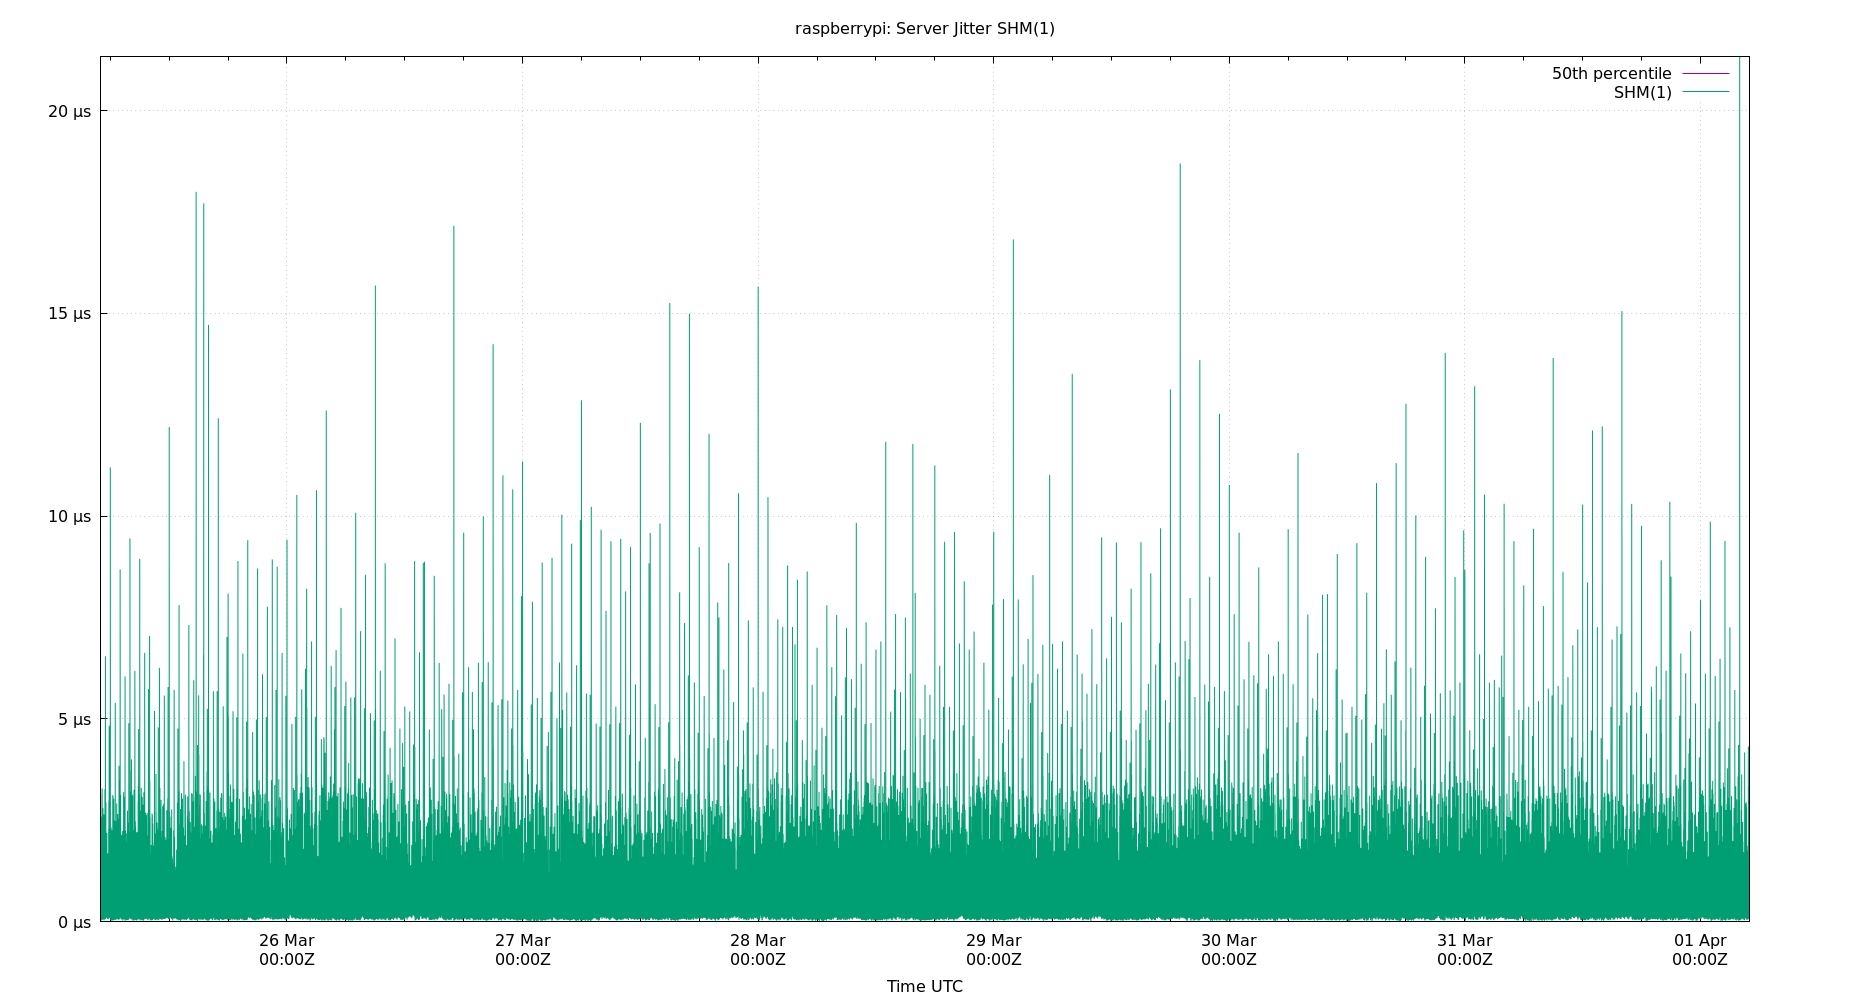 raspberrypi: Server Jitter SHM(1)
50th percentile
SHM(1)
20 µs
15 µs
10 µs
5 µs
0 µs
26 Mar
00:00Z
27 Mar
00:00Z
28 Mar
00:00Z
29 Mar
00:00Z
30 Mar
00:00Z
31 Mar
00:00Z
01 Apr
00:00Z
Time UTC